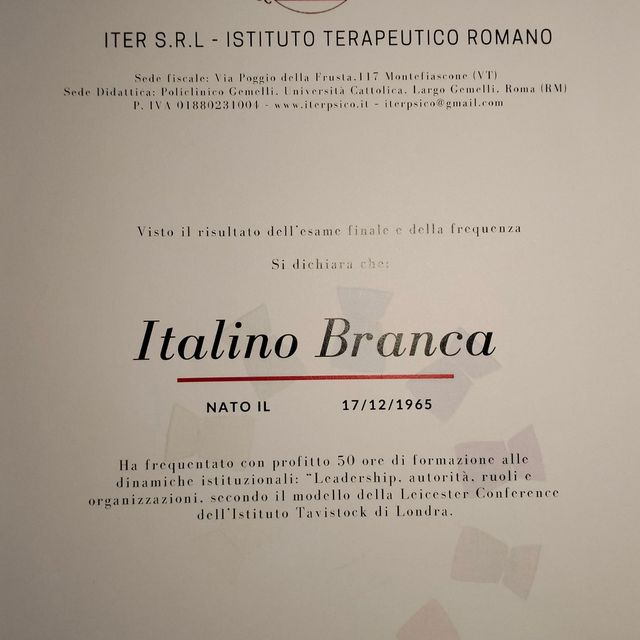 ITER S.R.L - ISTITUTO TERAPEUTICO ROMANO
Sede fiscale: Via Poggio della Frusta,117 Montefiascone (VT)
Sede Didattica: Policlinico Gemelli, Università Cattolica, Largo Gemelli, Roma (RM)
P. IVA 01880231004 - www.iterpsico.it - iterpsico@gmail.com
Visto il risultato dell'esame finale e della frequenza
Si dichiara che:
Italino Branca
NATO IL 17/12/1965
Ha frequentato con profitto 50 ore di formazione alle
dinamiche istituzionali: "Leadership, autorità, ruoli e
organizzazioni, secondo il modello della Leicester Conference
dell'Istituto Tavistock di Londra.